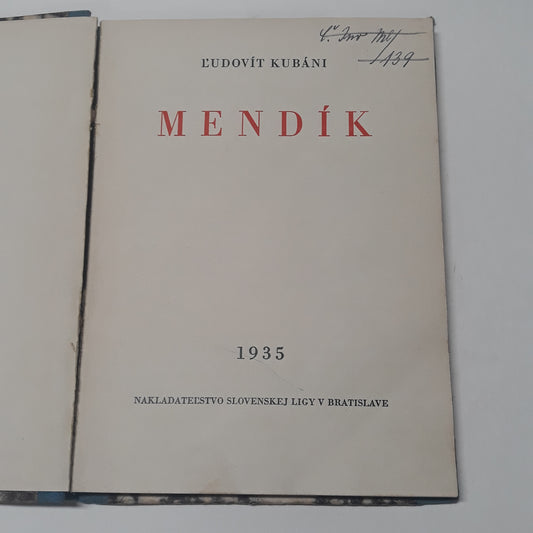 ĽUDOVÍT KUBÁNI
MENDÍK
1935
NAKLADATEĽSTVO SLOVENSKEJ LIGY V BRATISLAVE